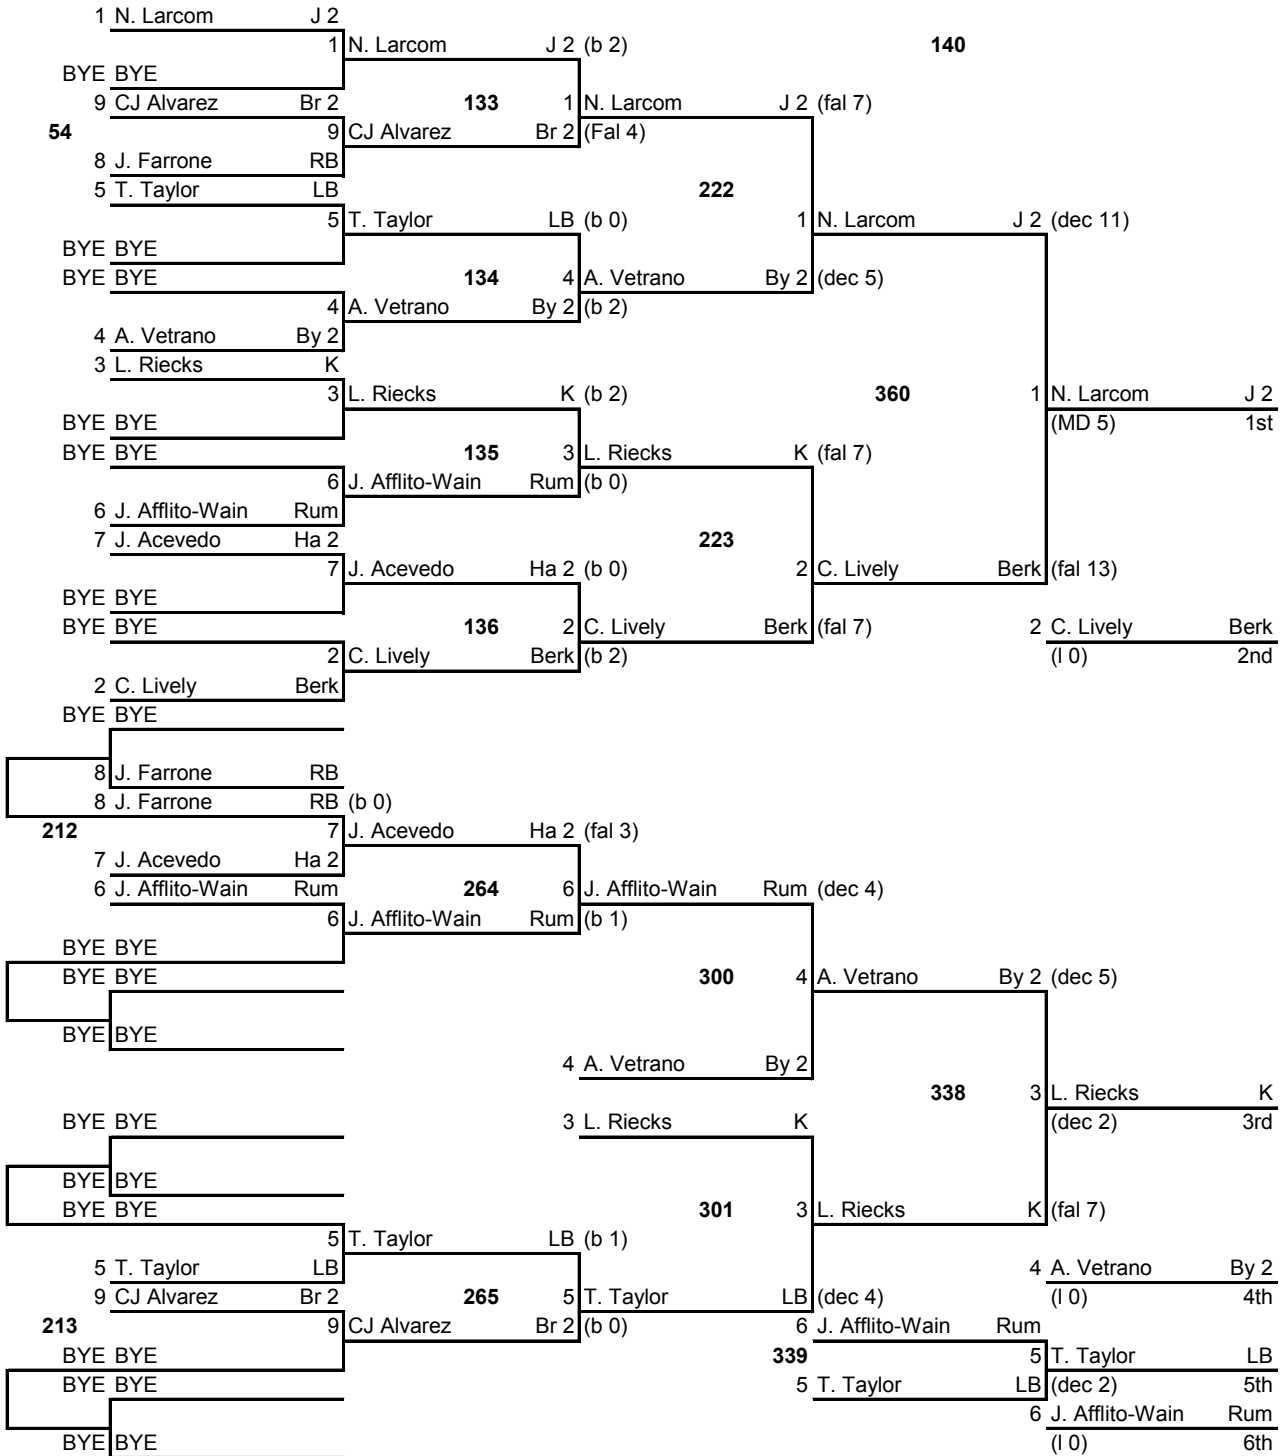 1 N. Larcom J 2
1 N. Larcom J 2 (b 2) 140
BYE BYE
9 CJ Alvarez Br 2 133 1 N. Larcom J 2 (fal 7)
54 9 CJ Alvarez Br 2 (Fal 4)
8 J. Farrone RB
5 T. Taylor LB 222
5 T. Taylor LB (b 0) 1 N. Larcom J 2 (dec 11)
BYE BYE
BYE BYE 134 4 A. Vetrano By 2 (dec 5)
4 A. Vetrano By 2 (b 2)
4 A. Vetrano By 2
3 L. Riecks K
3 L. Riecks K (b 2) 360 1 N. Larcom J 2
BYE BYE (MD 5) 1st
BYE BYE 135 3 L. Riecks K (fal 7)
6 J. Afflito-Wain Rum (b 0)
6 J. Afflito-Wain Rum
7 J. Acevedo Ha 2 223
7 J. Acevedo Ha 2 (b 0) 2 C. Lively Berk (fal 13)
BYE BYE
BYE BYE 136 2 C. Lively Berk (fal 7) 2 C. Lively Berk
2 C. Lively Berk (b 2) (l 0) 2nd
2 C. Lively Berk
BYE BYE
8 J. Farrone RB
8 J. Farrone RB (b 0)
212 7 J. Acevedo Ha 2 (fal 3)
7 J. Acevedo Ha 2
6 J. Afflito-Wain Rum 264 6 J. Afflito-Wain Rum (dec 4)
6 J. Afflito-Wain Rum (b 1)
BYE BYE
BYE BYE 300 4 A. Vetrano By 2 (dec 5)
BYE BYE
4 A. Vetrano By 2
338 3 L. Riecks K
BYE BYE 3 L. Riecks K (dec 2) 3rd
BYE BYE
BYE BYE 301 3 L. Riecks K (fal 7)
5 T. Taylor LB (b 1)
5 T. Taylor LB 4 A. Vetrano By 2
9 CJ Alvarez Br 2 265 5 T. Taylor LB (dec 4) (l 0) 4th
213 9 CJ Alvarez Br 2 (b 0) 6 J. Afflito-Wain Rum
BYE BYE 339 5 T. Taylor LB
BYE BYE 5 T. Taylor LB (dec 2) 5th
6 J. Afflito-Wain Rum
BYE BYE (l 0) 6th